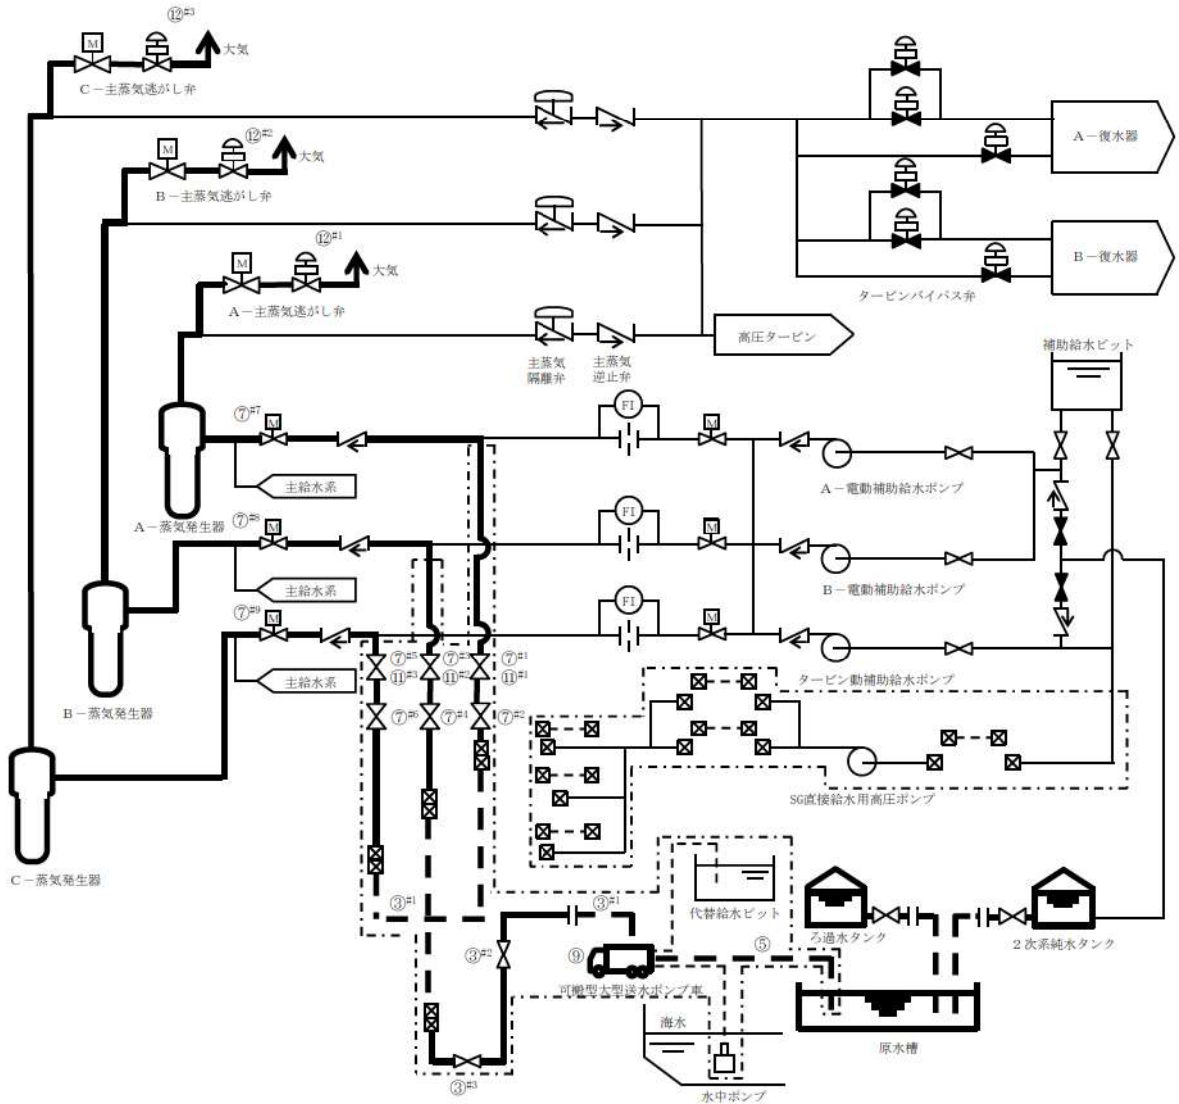 ⑫#3
M
大気
C－主蒸気逃がし弁
⑫#2
M
大気
B－主蒸気逃がし弁
A－復水器
⑫#1
M
大気
A－主蒸気逃がし弁
B－復水器
タービンバイパス弁
高圧タービン
主蒸気
隔離弁
主蒸気
逆止弁
補助給水ピット
⑦#7
M
FI
M
主給水系
A－電動補助給水ポンプ
A－蒸気発生器
⑦#8
M
FI
M
主給水系
B－電動補助給水ポンプ
⑦#9
M
FI
M
主給水系
タービン動補助給水ポンプ
B－蒸気発生器
⑦#5
⑪#3
⑦#3
⑪#2
⑦#1
⑪#1
⑦#6
⑦#4
⑦#2
SG直接給水用高圧ポンプ
C－蒸気発生器
③#1
③#1
代替給水ピット
ろ過水タンク
2次系純水タンク
③#2
⑨
⑤
可搬型大型送水ポンプ車
海水
原水槽
③#3
水中ポンプ